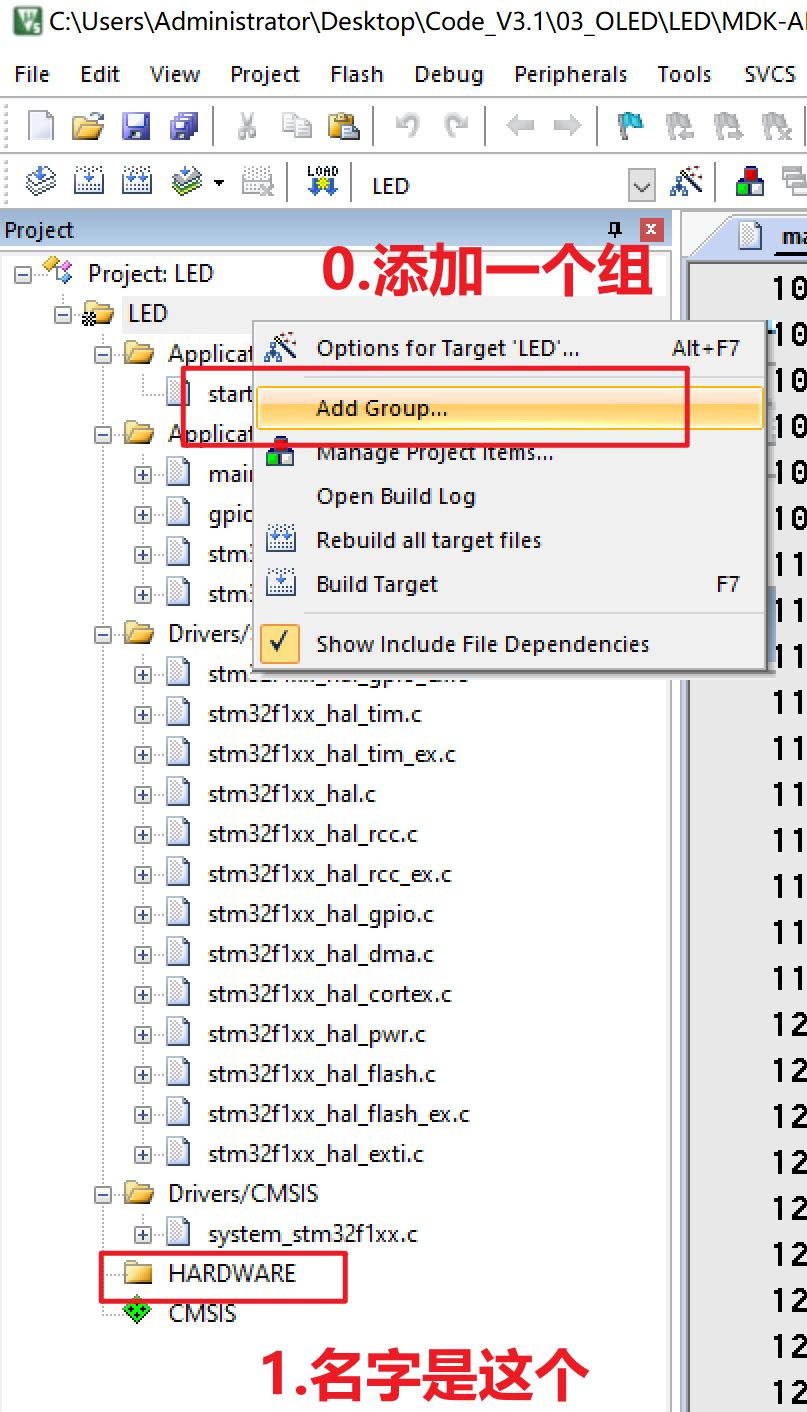 C:\Users\Administrator\Desktop\Code_V3.1\03_OLED\LED\MDK-A
File Edit View Project Flash Debug Peripherals Tools SVCS
LOAD
LED
Project
ma
Project: LED
0.添加一个组
LED
Options for Target 'LED'... Alt+F7
Applicat
start
Add Group...
Applicat
Manage Project Items...
main
Open Build Log
gpio
Rebuild all target files
stm3
Build Target F7
stm3
Drivers/
Show Include File Dependencies
stm32f1xx_hal_gpio_ex.c
stm32f1xx_hal_tim.c
stm32f1xx_hal_tim_ex.c
stm32f1xx_hal.c
stm32f1xx_hal_rcc.c
stm32f1xx_hal_rcc_ex.c
stm32f1xx_hal_gpio.c
stm32f1xx_hal_dma.c
stm32f1xx_hal_cortex.c
stm32f1xx_hal_pwr.c
stm32f1xx_hal_flash.c
stm32f1xx_hal_flash_ex.c
stm32f1xx_hal_exti.c
Drivers/CMSIS
system_stm32f1xx.c
HARDWARE
CMSIS
1.名字是这个
10
10
10
10
10
10
11
11
11
11
11
11
11
11
11
11
12
12
12
12
12
12
12
12
12